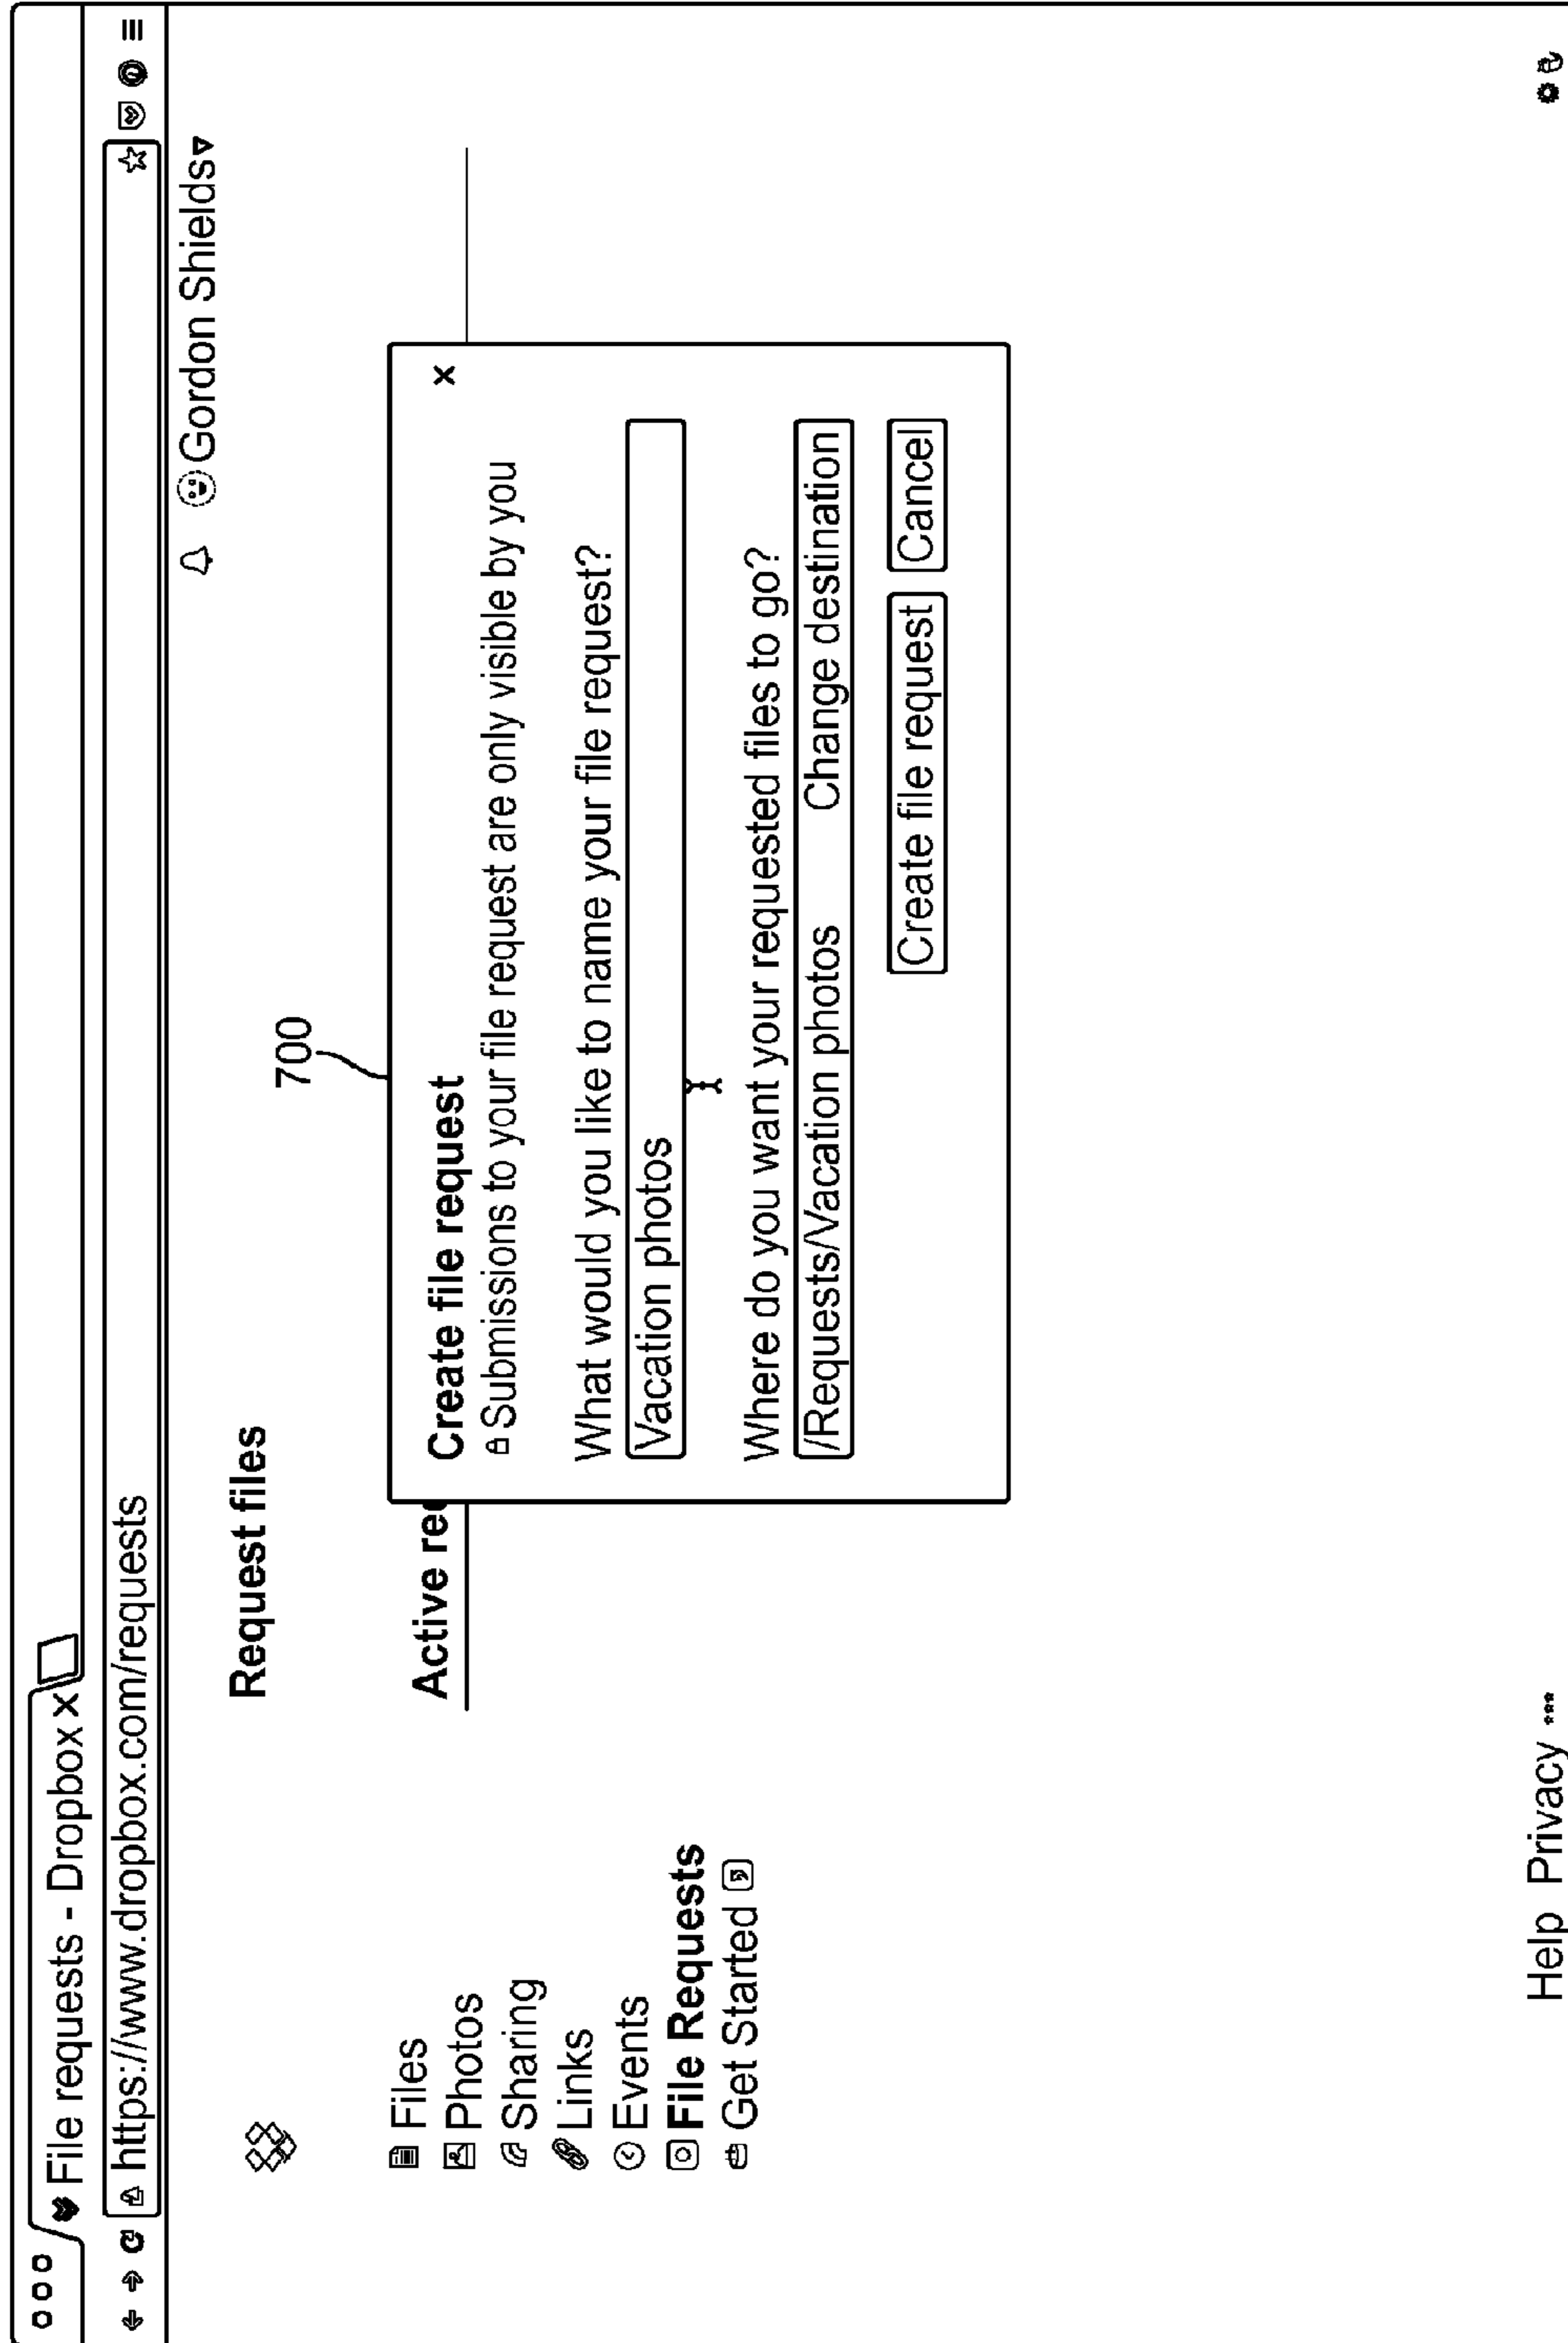 File requests - Dropbox x
https://www.dropbox.com/requests
Gordon Shields
Request files
700
Files
Photos
Sharing
Links
Events
File Requests
Get Started
Active req
Create file request x
Submissions to your file request are only visible by you
What would you like to name your file request?
Vacation photos
Where do you want your requested files to go?
/Requests/Vacation photos Change destination
Create file request Cancel
Help Privacy